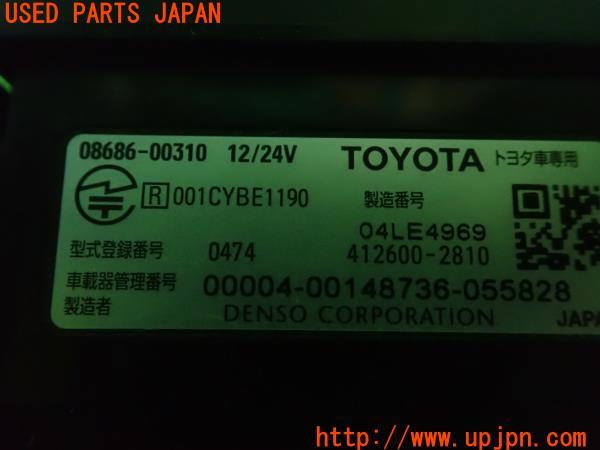 USED PARTS JAPAN
08686-00310 12/24V TOYOTA トヨタ車専用
R 001CYBE1190 製造番号
04LE4969
型式登録番号 0474 412600-2810
車載器管理番号 00004-00148736-055828
製造者 DENSO CORPORATION JAPA
URL:https://www.upjpn.com